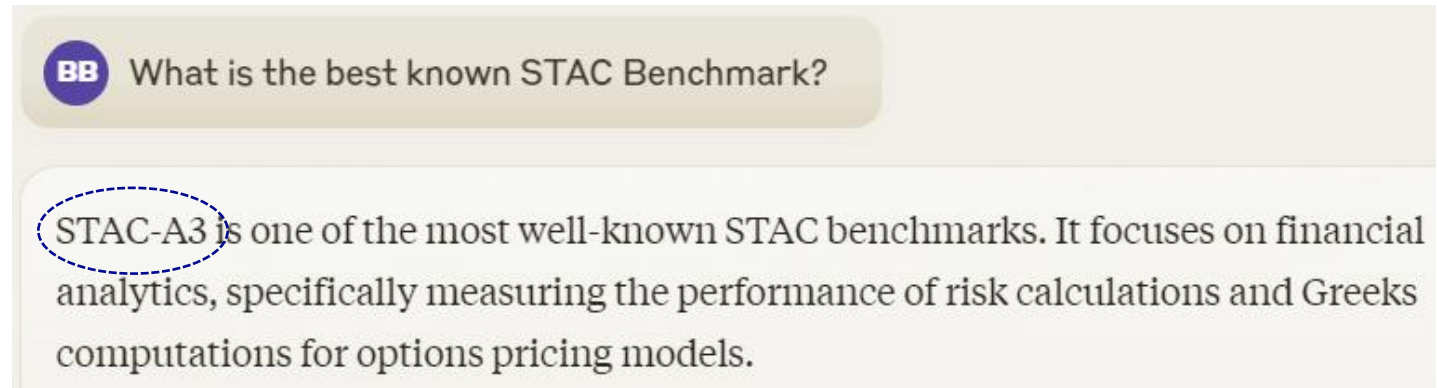 BB What is the best known STAC Benchmark?
STAC-A3 is one of the most well-known STAC benchmarks. It focuses on financial
analytics, specifically measuring the performance of risk calculations and Greeks
computations for options pricing models.